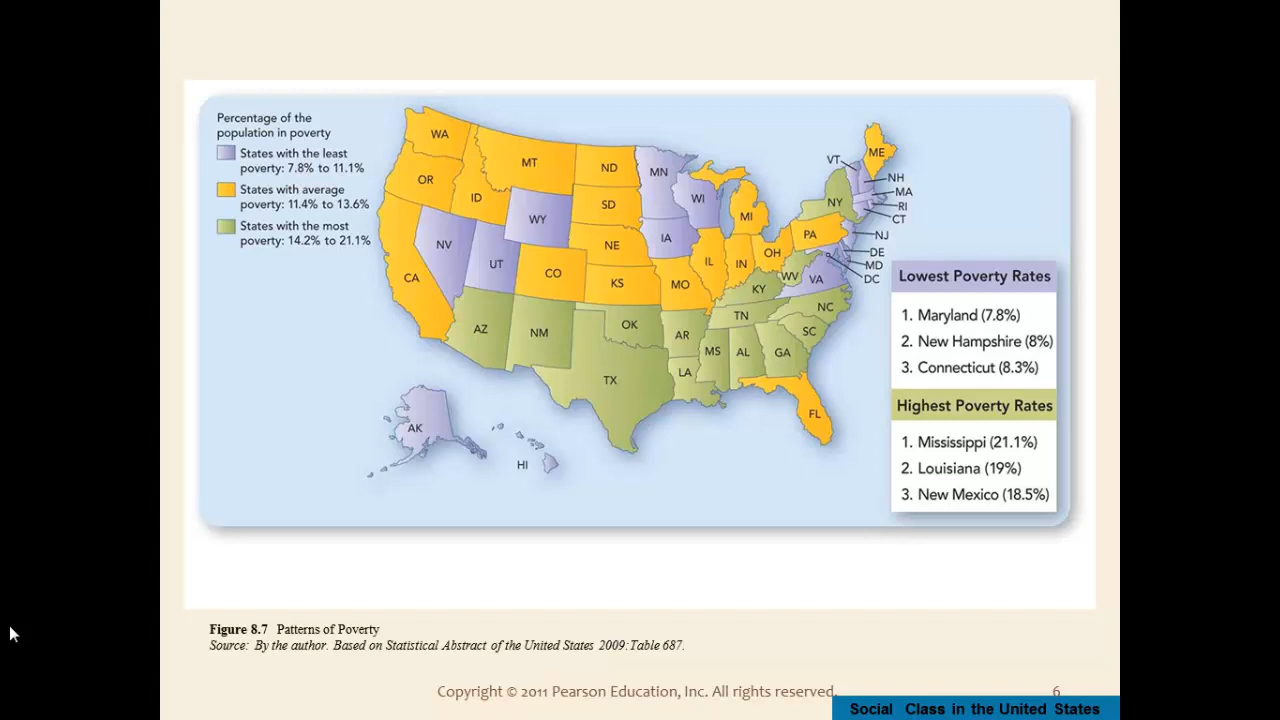 Percentage of the
population in poverty
States with the least
poverty: 7.8% to 11.1%
States with average
poverty: 11.4% to 13.6%
States with the most
poverty: 14.2% to 21.1%
WA
MT
ND
MN
VT
ME
OR
ID
SD
WI
MI
NY
NH
MA
RI
CT
WY
IA
NE
PA
NJ
NV
UT
CO
KS
MO
IL
IN
OH
WV
VA
DE
MD
DC
CA
KY
AZ
NM
OK
AR
TN
NC
SC
TX
LA
MS
AL
GA
FL
AK
HI
Lowest Poverty Rates
1. Maryland (7.8%)
2. New Hampshire (8%)
3. Connecticut (8.3%)
Highest Poverty Rates
1. Mississippi (21.1%)
2. Louisiana (19%)
3. New Mexico (18.5%)
Figure 8.7 Patterns of Poverty
Source: By the author. Based on Statistical Abstract of the United States 2009:Table 687.
Copyright © 2011 Pearson Education, Inc. All rights reserved.
6
Social Class in the United States